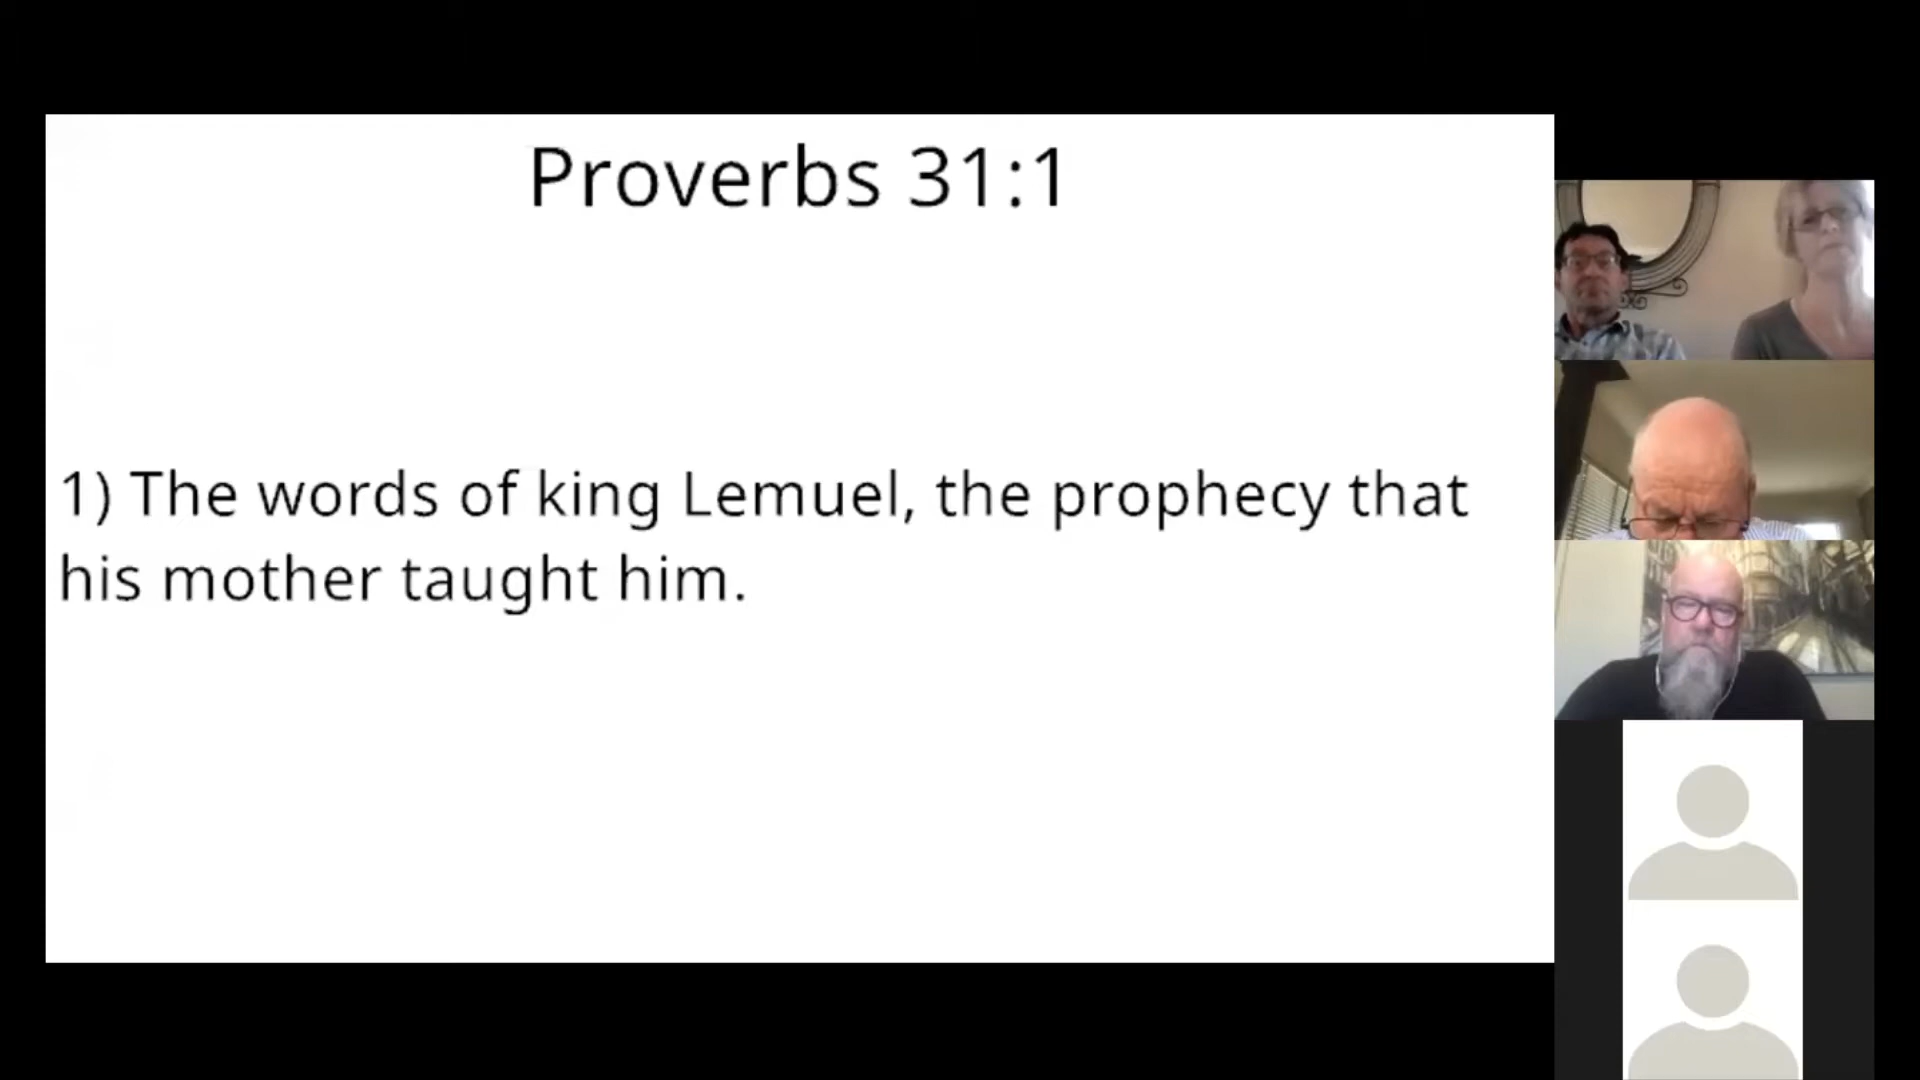 Proverbs 31:1
1) The words of king Lemuel, the prophecy that
his mother taught him.